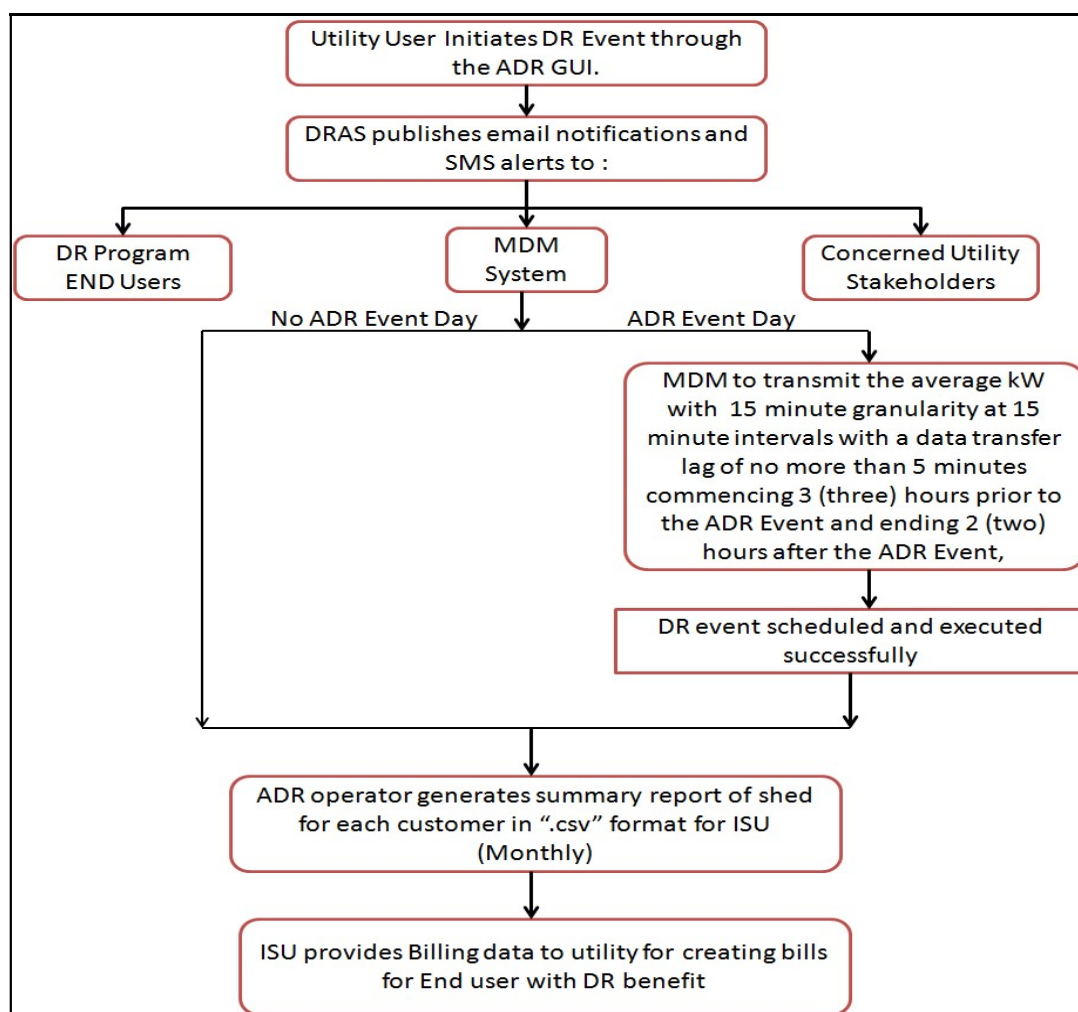 Utility User Initiates DR Event through
the ADR GUI.
DRAS publishes email notifications and
SMS alerts to :
DR Program
END Users
MDM
System
Concerned Utility
Stakeholders
No ADR Event Day
ADR Event Day
MDM to transmit the average kW
with 15 minute granularity at 15
minute intervals with a data transfer
lag of no more than 5 minutes
commencing 3 (three) hours prior to
the ADR Event and ending 2 (two)
hours after the ADR Event,
DR event scheduled and executed
successfully
ADR operator generates summary report of shed
for each customer in “.csv” format for ISU
(Monthly)
ISU provides Billing data to utility for creating bills
for End user with DR benefit